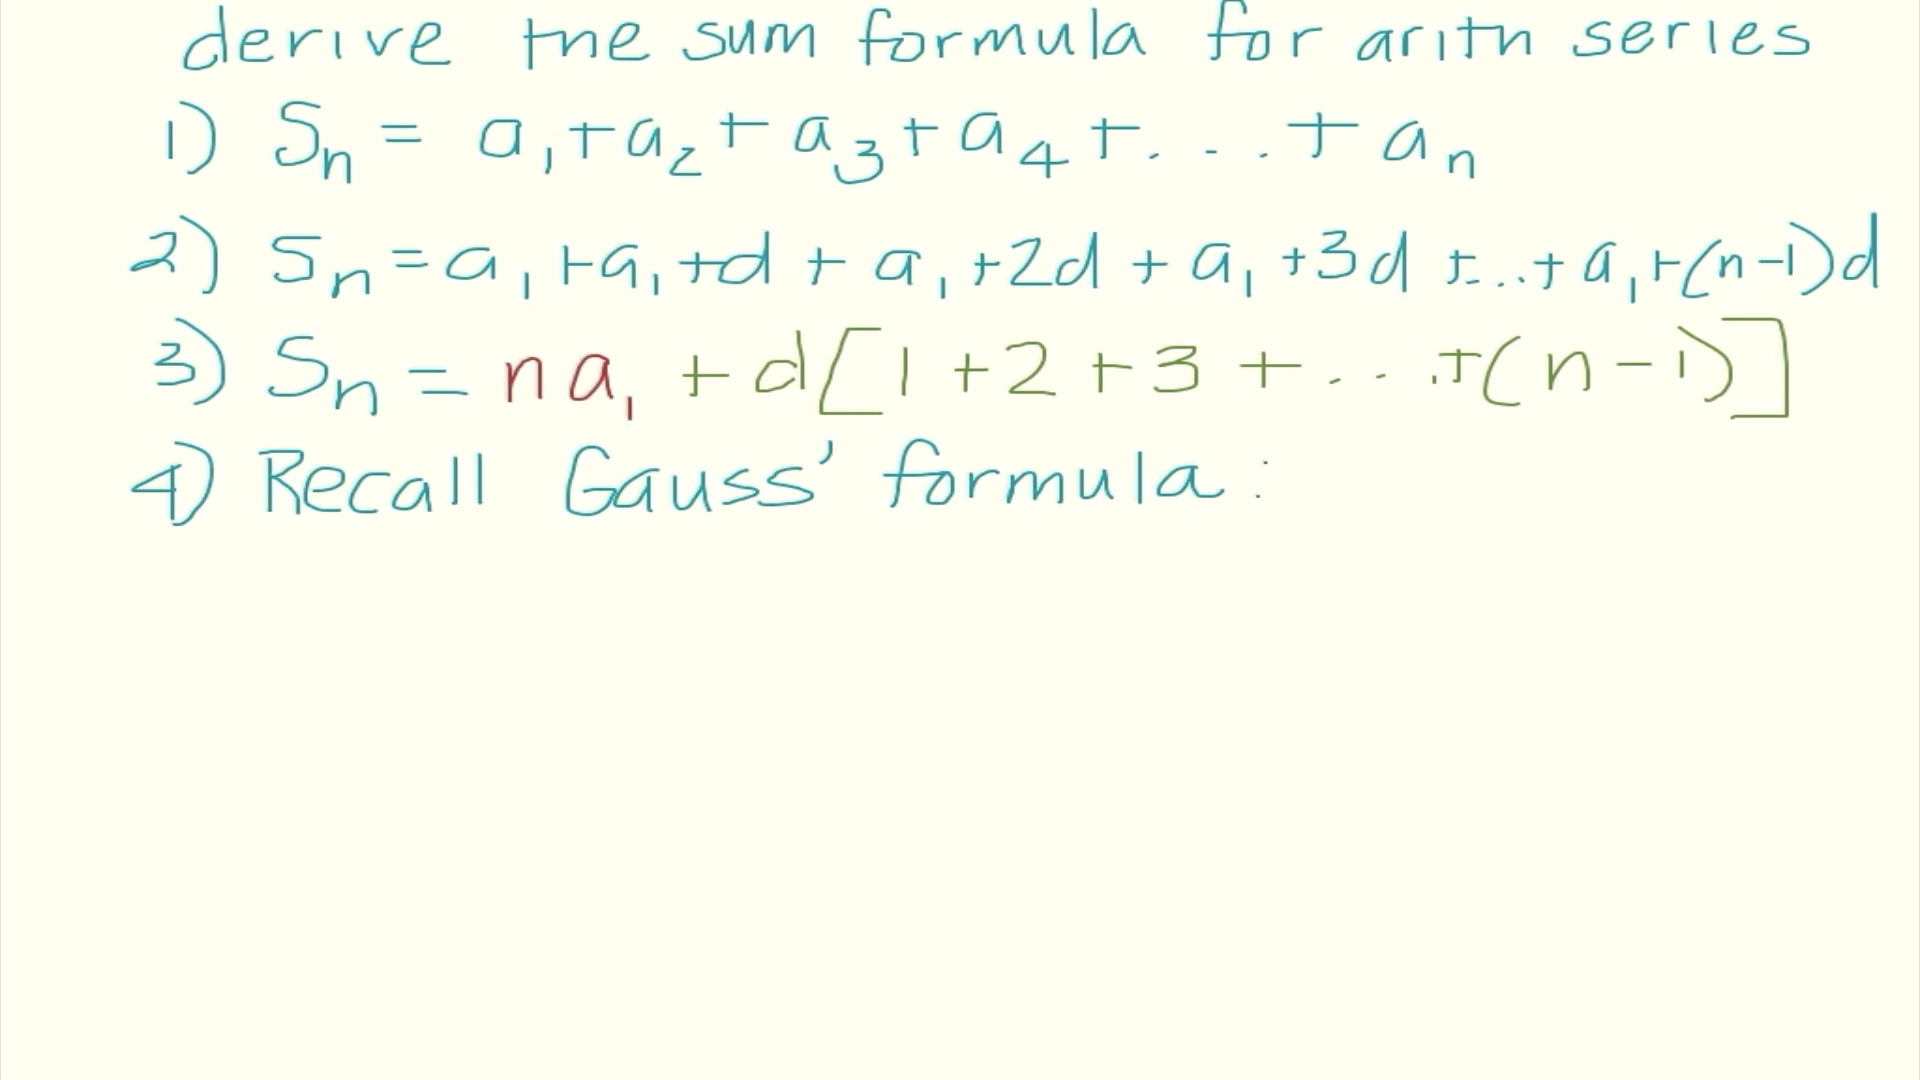 derive the sum formula for arith series
1) Sₙ = a₁+a₂+a₃+a₄+...+aₙ
2) Sₙ=a₁+a₁+d+a₁+2d+a₁+3d+...+a₁+(n-1)d
3) Sₙ = na₁ + d[1+2+3+...+(n-1)]
4) Recall Gauss' formula: